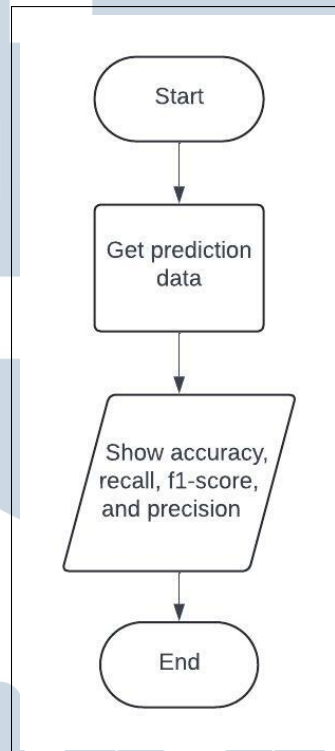 Start
Get prediction
data
Show accuracy,
recall, f1-score,
and precision
End